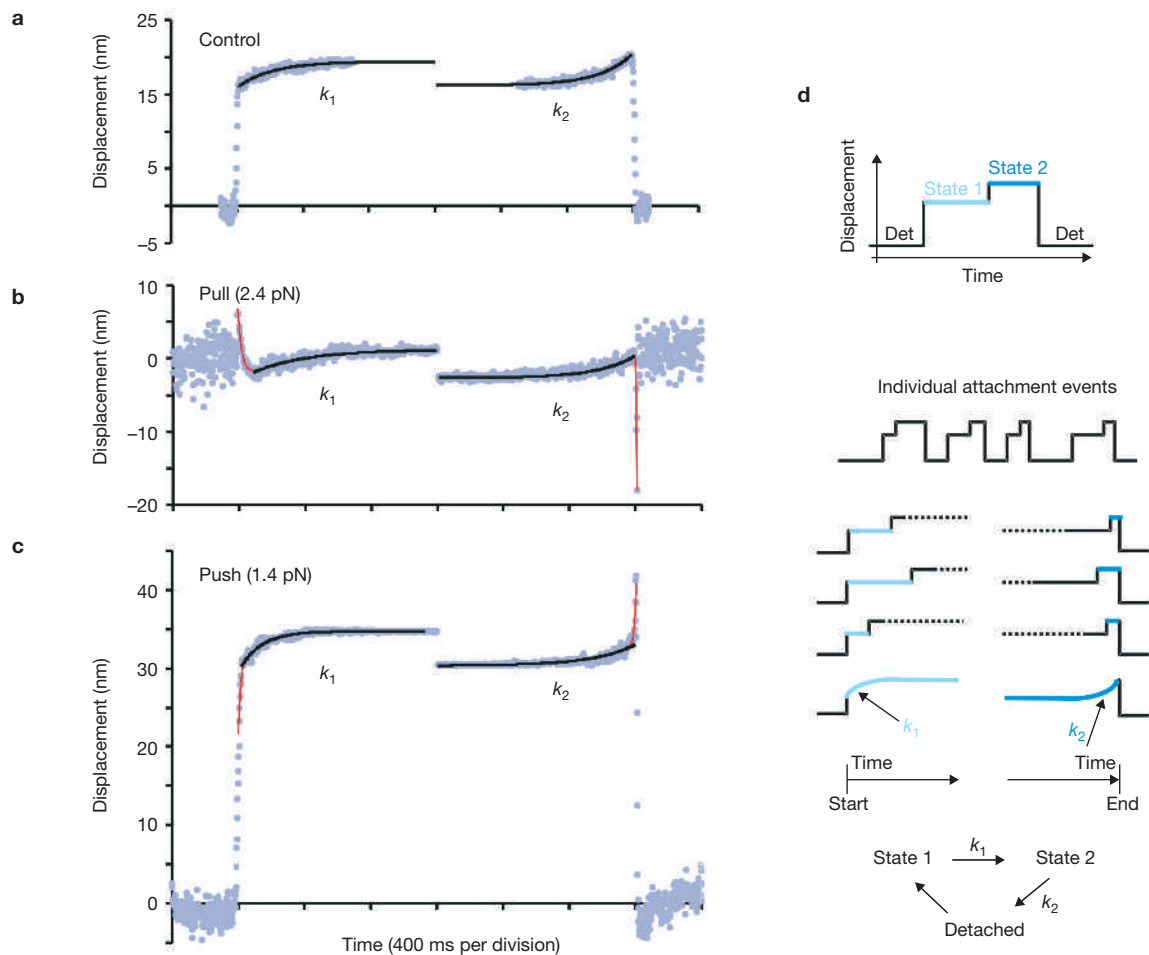 a
Displacement (nm)
25
15
5
−5
Control
k1
k2
b
Displacement (nm)
10
0
−10
−20
Pull (2.4 pN)
k1
k2
c
Displacement (nm)
40
30
20
10
0
Push (1.4 pN)
k1
k2
Time (400 ms per division)
d
Displacement
State 2
State 1
Det
Det
Time
Individual attachment events
k1
k2
Time
Time
Start
End
State 1
k1
State 2
k2
Detached